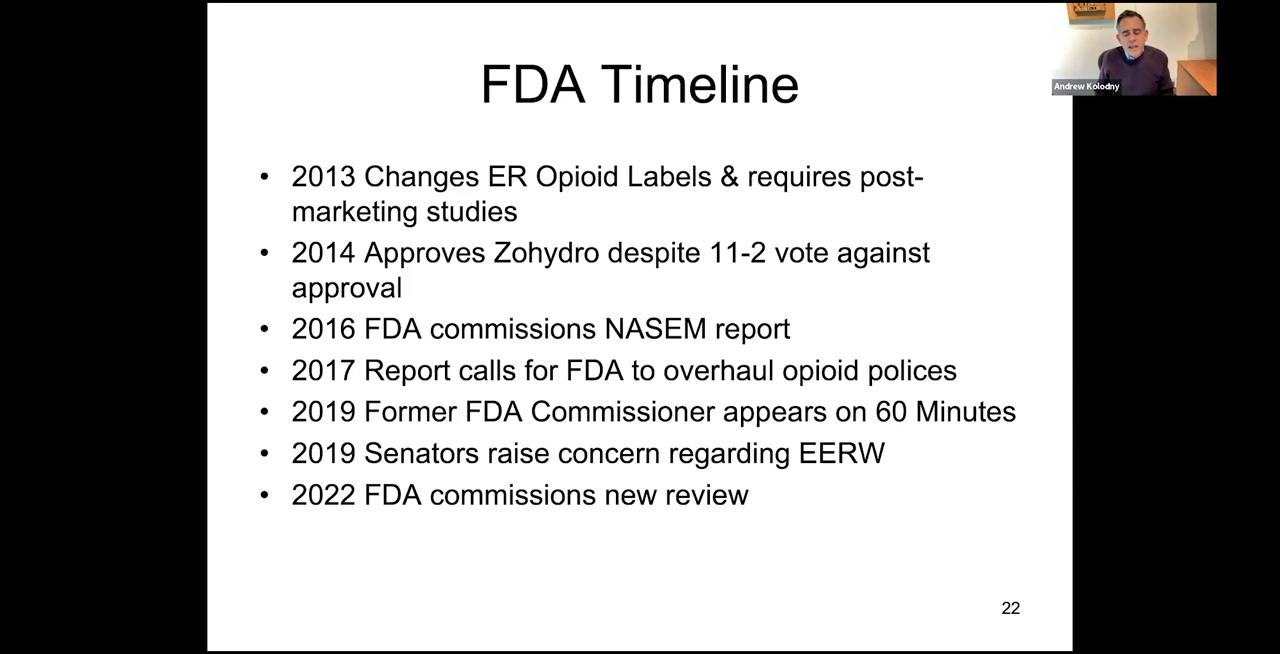 FDA Timeline
Andrew Kolodny
• 2013 Changes ER Opioid Labels & requires post-
marketing studies
• 2014 Approves Zohydro despite 11-2 vote against
approval
• 2016 FDA commissions NASEM report
• 2017 Report calls for FDA to overhaul opioid polices
• 2019 Former FDA Commissioner appears on 60 Minutes
• 2019 Senators raise concern regarding EERW
• 2022 FDA commissions new review
22